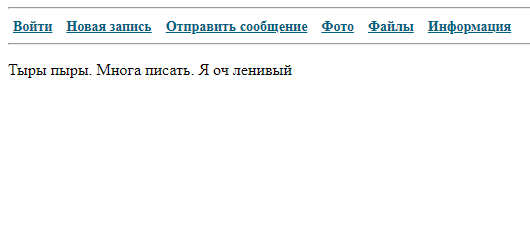 Войти Новая запись Отправить сообщение Фото Файлы Информация
Тыры пыры. Многа писать. Я оч ленивый